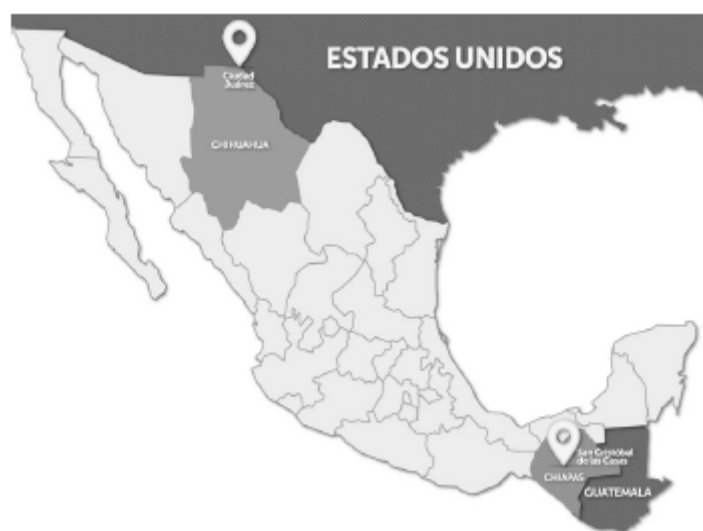 ESTADOS UNIDOS
Ciudad
Juárez
CHIHUAHUA
San Cristóbal
de las Casas
CHIAPAS
GUATEMALA